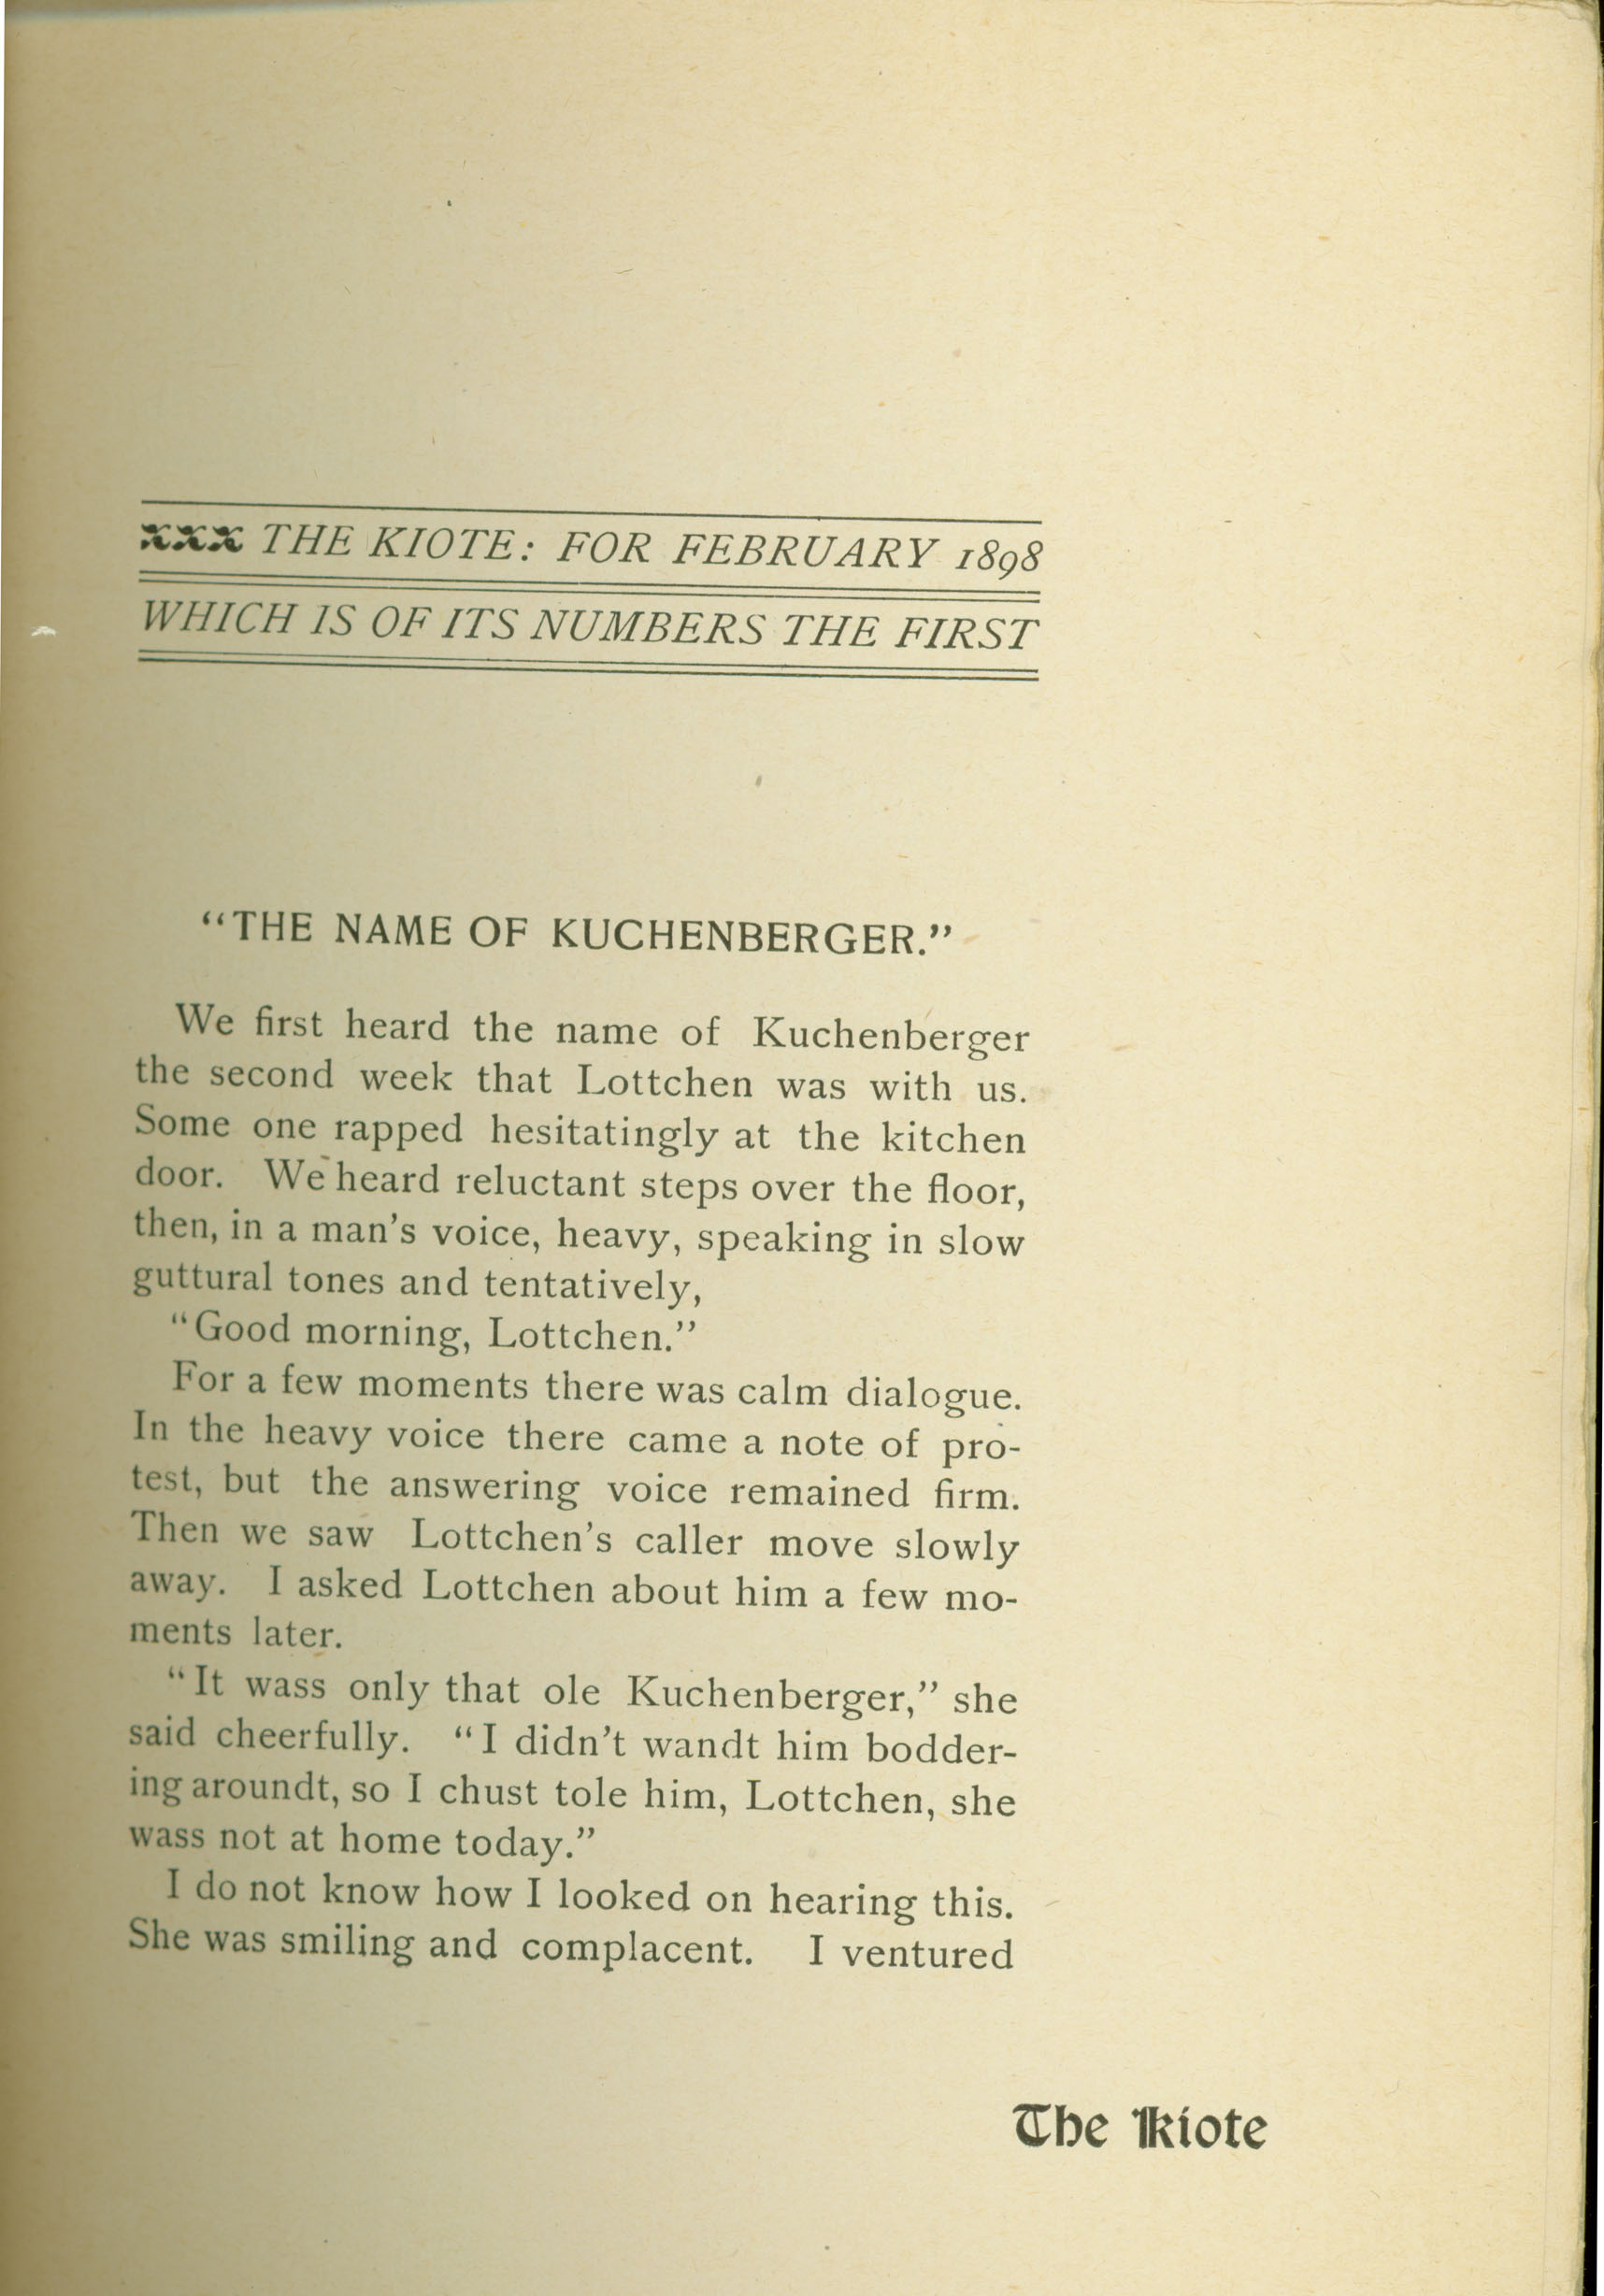 THE KIOTE: FOR FEBRUARY 1898
WHICH IS OF ITS NUMBERS THE FIRST
“THE NAME OF KUCHENBERGER.”
We first heard the name of Kuchenberger
the second week that Lottchen was with us.
Some one rapped hesitatingly at the kitchen
door. We heard reluctant steps over the floor,
then, in a man’s voice, heavy, speaking in slow
guttural tones and tentatively,
“Good morning, Lottchen.”
For a few moments there was calm dialogue.
In the heavy voice there came a note of pro-
test, but the answering voice remained firm.
Then we saw Lottchen’s caller move slowly
away. I asked Lottchen about him a few mo-
ments later.
“It wass only that ole Kuchenberger,” she
said cheerfully. “I didn’t wandt him bodder-
ing aroundt, so I chust tole him, Lottchen, she
wass not at home today.”
I do not know how I looked on hearing this.
She was smiling and complacent. I ventured
The Kiote